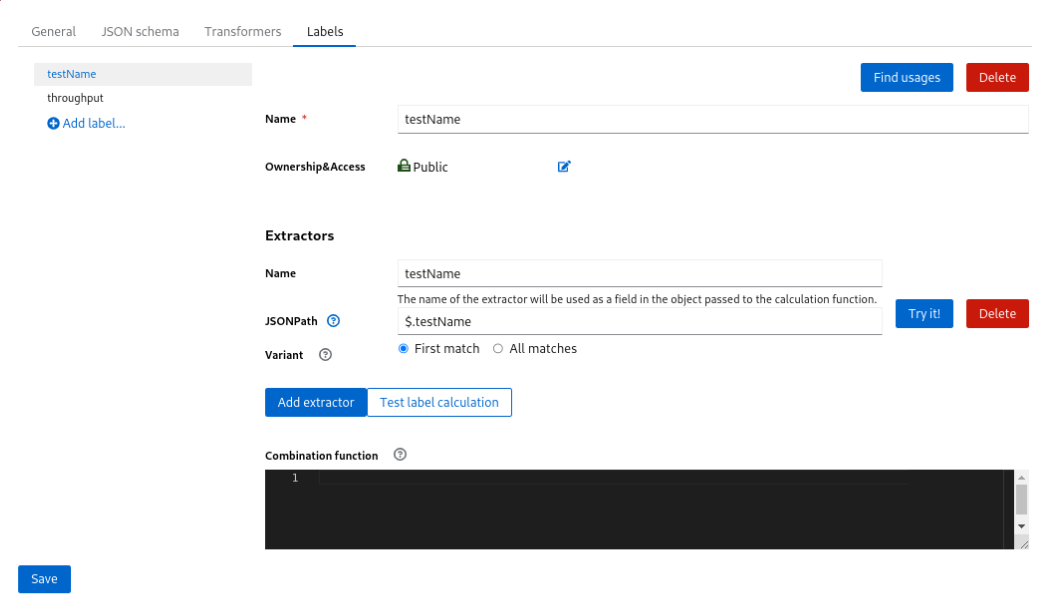 General JSON schema Transformers Labels
testName
throughput
Add label...
Find usages Delete
Name * testName
Ownership&Access Public
Extractors
Name testName
The name of the extractor will be used as a field in the object passed to the calculation function.
JSONPath $.testName Try it! Delete
Variant First match All matches
Add extractor Test label calculation
Combination function
1
Save